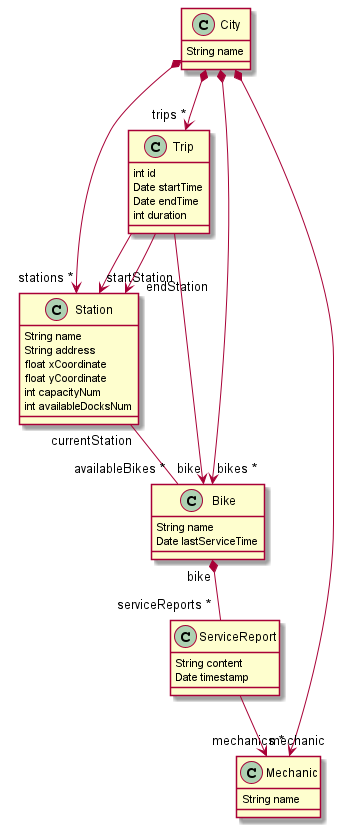 C City
String name
trips *
C Trip
int id
Date startTime
Date endTime
int duration
stations *
startStation
endStation
C Station
String name
String address
float xCoordinate
float yCoordinate
int capacityNum
int availableDocksNum
currentStation
availableBikes *
bike
bikes *
C Bike
String name
Date lastServiceTime
bike
serviceReports *
C ServiceReport
String content
Date timestamp
mechanics *
mechanic
C Mechanic
String name